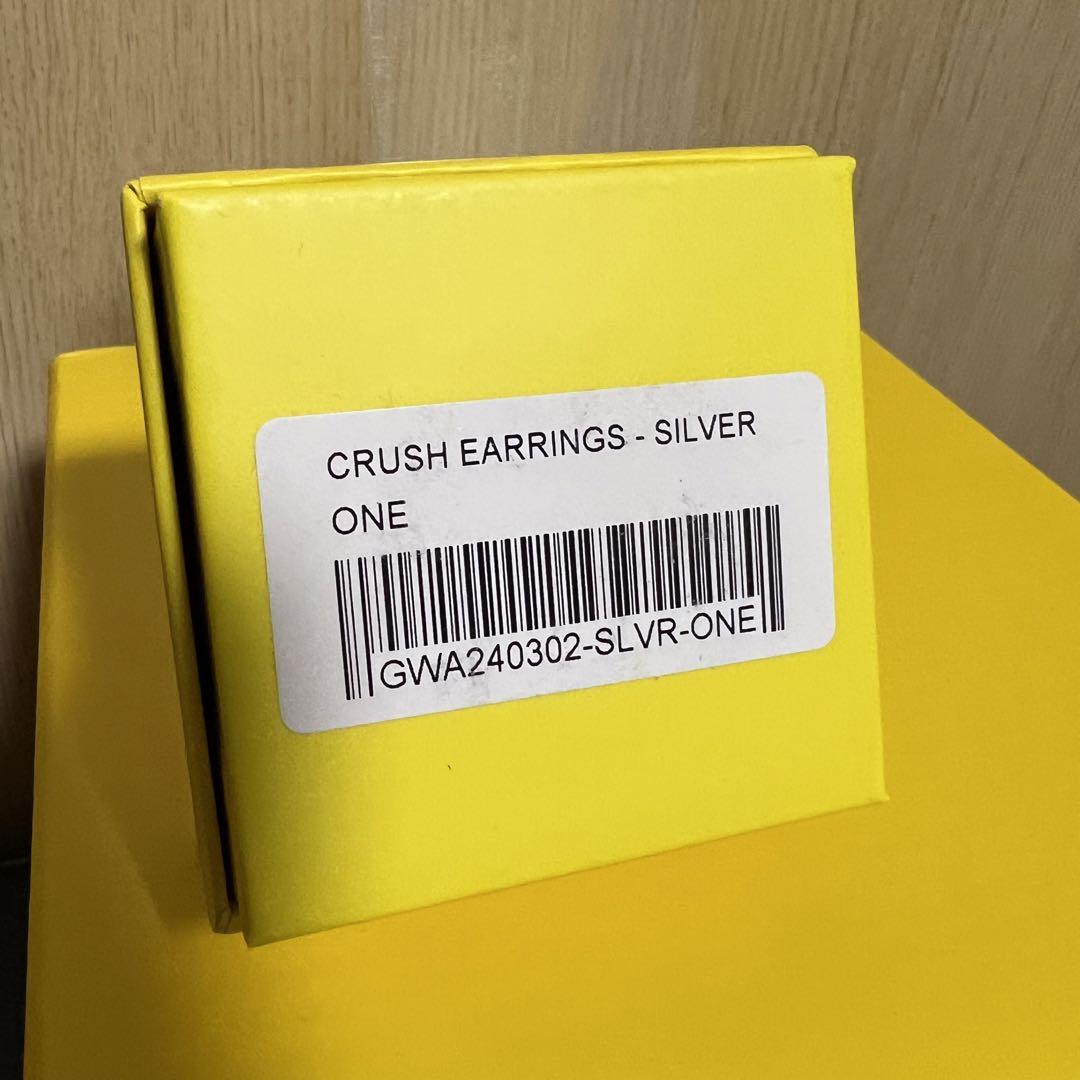 CRUSH EARRINGS - SILVER
ONE
GWA240302-SLVR-ONE